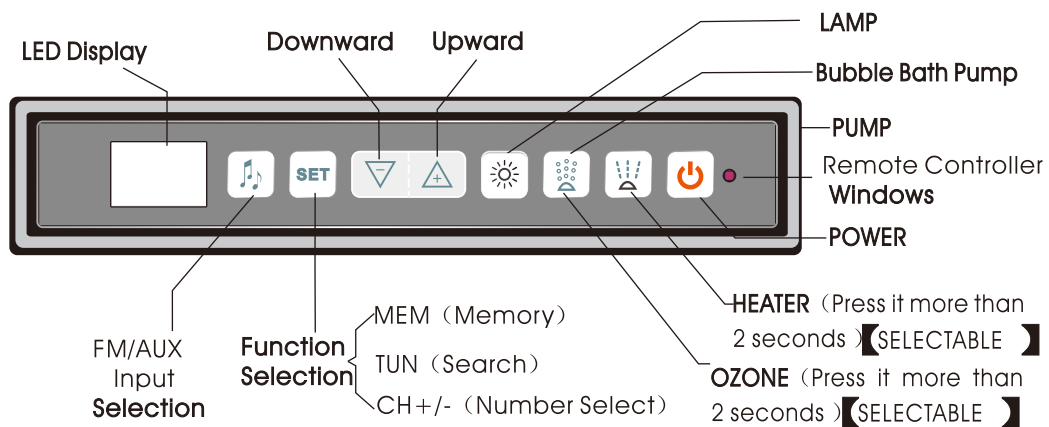 LAMP
LED Display
Downward
Upward
Bubble Bath Pump
PUMP
Remote Controller
Windows
SET
POWER
FM/AUX
Input
Selection
Function
Selection
MEM（Memory）
TUN（Search）
CH+/-（Number Select）
HEATER（Press it more than
2 seconds ）【SELECTABLE 】
OZONE（Press it more than
2 seconds ）【SELECTABLE 】